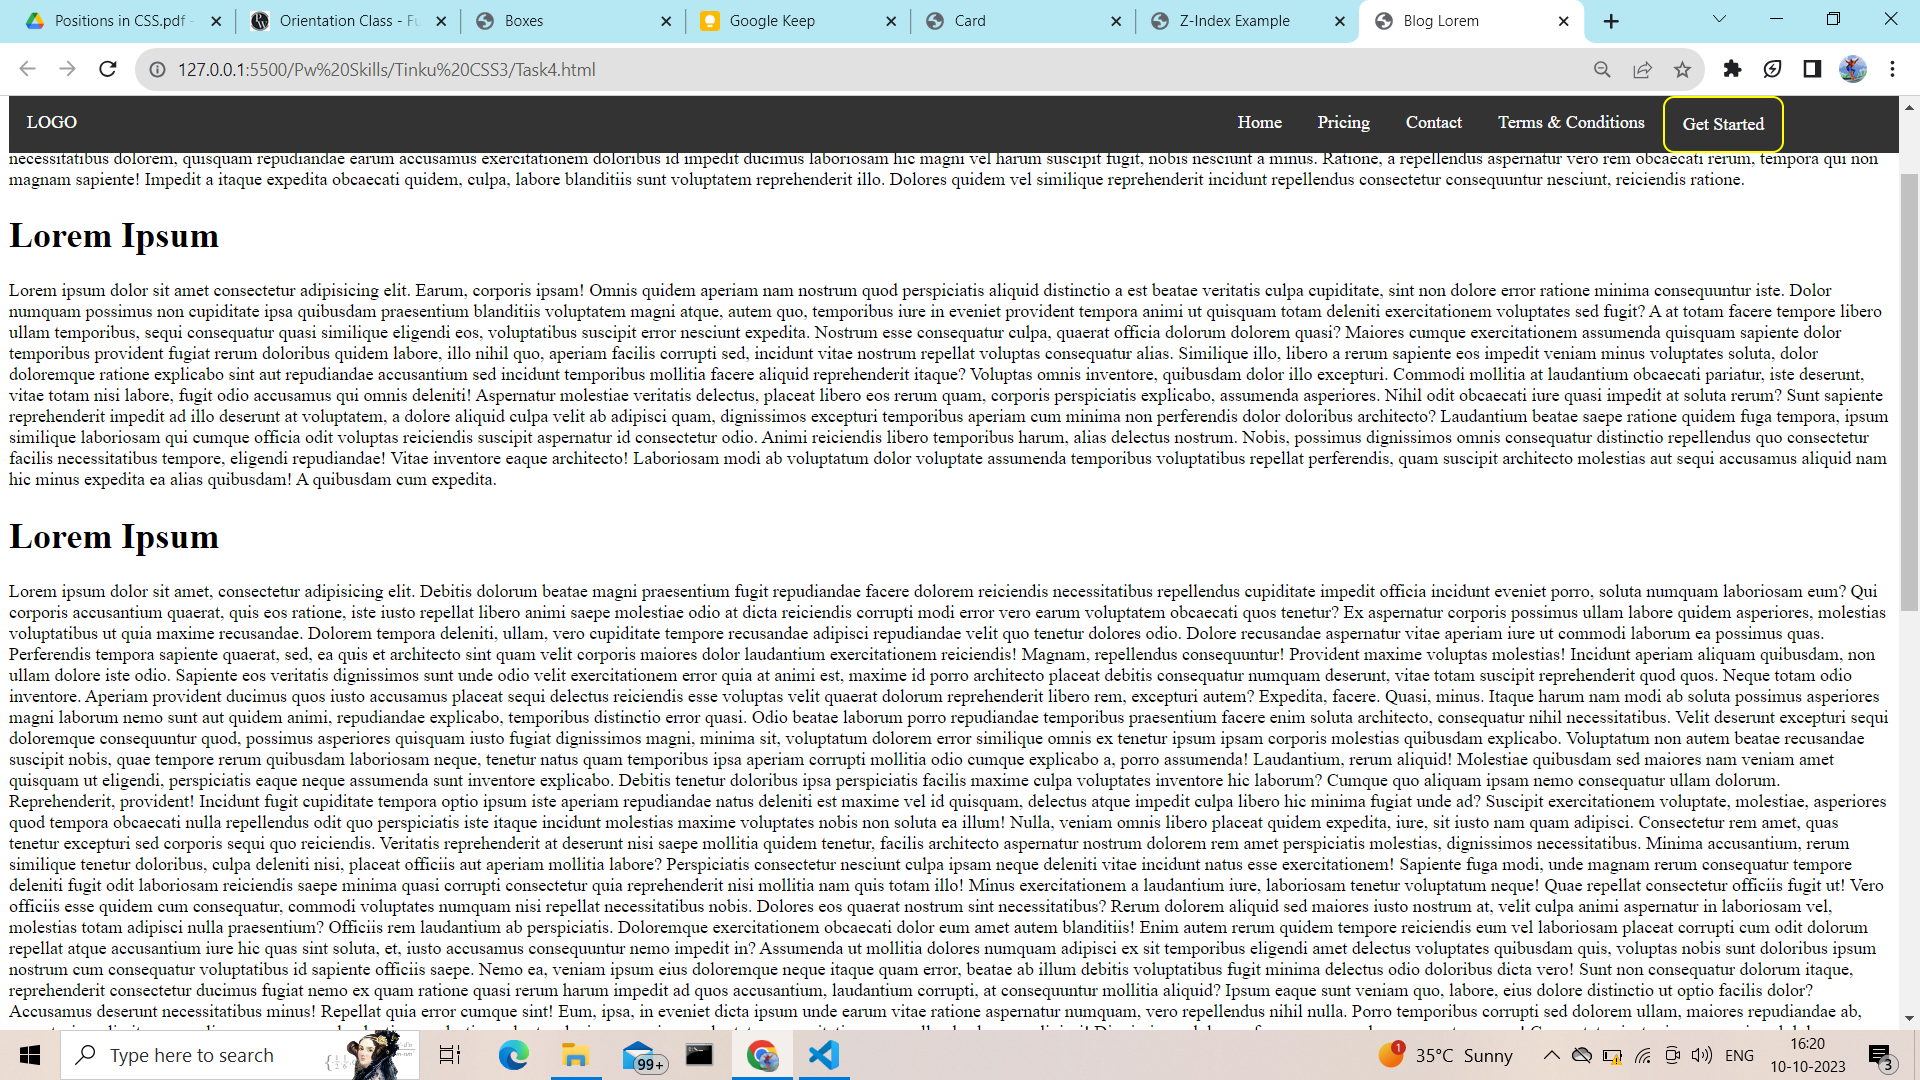 Positions in CSS.pdf -
Orientation Class - Fu
Boxes
Google Keep
Card
Z-Index Example
Blog Lorem
127.0.0.1:5500/Pw%20Skills/Tinku%20CSS3/Task4.html
LOGO
Home
Pricing
Contact
Terms & Conditions
Get Started
necessitatibus dolorem, quisquam repudiandae earum accusamus exercitationem doloribus id impedit ducimus laboriosam hic magni vel harum suscipit fugit, nobis nesciunt a minus. Ratione, a repellendus aspernatur vero rem obcaecati rerum, tempora qui non
magnam sapiente! Impedit a itaque expedita obcaecati quidem, culpa, labore blanditiis sunt voluptatem reprehenderit illo. Dolores quidem vel similique reprehenderit incidunt repellendus consectetur consequuntur nesciunt, reiciendis ratione.
Lorem Ipsum
Lorem ipsum dolor sit amet consectetur adipisicing elit. Earum, corporis ipsam! Omnis quidem aperiam nam nostrum quod perspiciatis aliquid distinctio a est beatae veritatis culpa cupiditate, sint non dolore error ratione minima consequuntur iste. Dolor
numquam possimus non cupiditate ipsa quibusdam praesentium blanditiis voluptatem magni atque, autem quo, temporibus iure in eveniet provident tempora animi ut quisquam totam deleniti exercitationem voluptates sed fugit? A at totam facere tempore libero
ullam temporibus, sequi consequatur quasi similique eligendi eos, voluptatibus suscipit error nesciunt expedita. Nostrum esse consequatur culpa, quaerat officia dolorum dolorem quasi? Maiores cumque exercitationem assumenda quisquam sapiente dolor
temporibus provident fugiat rerum doloribus quidem labore, illo nihil quo, aperiam facilis corrupti sed, incidunt vitae nostrum repellat voluptas consequatur alias. Similique illo, libero a rerum sapiente eos impedit veniam minus voluptates soluta, dolor
doloremque ratione explicabo sint aut repudiandae accusantium sed incidunt temporibus mollitia facere aliquid reprehenderit itaque? Voluptas omnis inventore, quibusdam dolor illo excepturi. Commodi mollitia at laudantium obcaecati pariatur, iste deserunt,
vitae totam nisi labore, fugit odio accusamus qui omnis deleniti! Aspernatur molestiae veritatis delectus, placeat libero eos rerum quam, corporis perspiciatis explicabo, assumenda asperiores. Nihil odit obcaecati iure quasi impedit at soluta rerum? Sunt sapiente
reprehenderit impedit ad illo deserunt at voluptatem, a dolore aliquid culpa velit ab adipisci quam, dignissimos excepturi temporibus aperiam cum minima non perferendis dolor doloribus architecto? Laudantium beatae saepe ratione quidem fuga tempora, ipsum
similique laboriosam qui cumque officia odit voluptas reiciendis suscipit aspernatur id consectetur odio. Animi reiciendis libero temporibus harum, alias delectus nostrum. Nobis, possimus dignissimos omnis consequatur distinctio repellendus quo consectetur
facilis necessitatibus tempore, eligendi repudiandae! Vitae inventore eaque architecto! Laboriosam modi ab voluptatum dolor voluptate assumenda temporibus voluptatibus repellat perferendis, quam suscipit architecto molestias aut sequi accusamus aliquid nam
hic minus expedita ea alias quibusdam! A quibusdam cum expedita.
Lorem Ipsum
Lorem ipsum dolor sit amet, consectetur adipisicing elit. Debitis dolorum beatae magni praesentium fugit repudiandae facere dolorem reiciendis necessitatibus repellendus cupiditate impedit officia incidunt eveniet porro, soluta numquam laboriosam eum? Qui
corporis accusantium quaerat, quis eos ratione, iste iusto repellat libero animi saepe molestiae odio at dicta reiciendis corrupti modi error vero earum voluptatem obcaecati quos tenetur? Ex aspernatur corporis possimus ullam labore quidem asperiores, molestias
voluptatibus ut quia maxime recusandae. Dolorem tempora deleniti, ullam, vero cupiditate tempore recusandae adipisci repudiandae velit quo tenetur dolores odio. Dolore recusandae aspernatur vitae aperiam iure ut commodi laborum ea possimus quas.
Perferendis tempora sapiente quaerat, sed, ea quis et architecto sint quam velit corporis maiores dolor laudantium exercitationem reiciendis! Magnam, repellendus consequuntur! Provident maxime voluptas molestias! Incidunt aperiam aliquam quibusdam, non
ullam dolore iste odio. Sapiente eos veritatis dignissimos sunt unde odio velit exercitationem error quia at animi est, maxime id porro architecto placeat debitis consequatur numquam deserunt, vitae totam suscipit reprehenderit quod quos. Neque totam odio
inventore. Aperiam provident ducimus quos iusto accusamus placeat sequi delectus reiciendis esse voluptas velit quaerat dolorum reprehenderit libero rem, excepturi autem? Expedita, facere. Quasi, minus. Itaque harum nam modi ab soluta possimus asperiores
magni laborum nemo sunt aut quidem animi, repudiandae explicabo, temporibus distinctio error quasi. Odio beatae laborum porro repudiandae temporibus praesentium facere enim soluta architecto, consequatur nihil necessitatibus. Velit deserunt excepturi sequi
doloremque consequuntur quod, possimus asperiores quisquam iusto fugiat dignissimos magni, minima sit, voluptatum dolorem error similique omnis ex tenetur ipsum ipsam corporis molestias quibusdam explicabo. Voluptatum non autem beatae recusandae
suscipit nobis, quae tempore rerum quibusdam laboriosam neque, tenetur natus quam temporibus ipsa aperiam corrupti mollitia odio cumque explicabo a, porro assumenda! Laudantium, rerum aliquid! Molestiae quibusdam sed maiores nam veniam amet
quisquam ut eligendi, perspiciatis eaque neque assumenda sunt inventore explicabo. Debitis tenetur doloribus ipsa perspiciatis facilis maxime culpa voluptates inventore hic laborum? Cumque quo aliquam ipsam nemo consequatur ullam dolorum.
Reprehenderit, provident! Incidunt fugit cupiditate tempora optio ipsum iste aperiam repudiandae natus deleniti est maxime vel id quisquam, delectus atque impedit culpa libero hic minima fugiat unde ad? Suscipit exercitationem voluptate, molestiae, asperiores
quod tempora obcaecati nulla repellendus odit quo perspiciatis iste itaque incidunt molestias maxime voluptates nobis non soluta ea illum! Nulla, veniam omnis libero placeat quidem expedita, iure, sit iusto nam quam adipisci. Consectetur rem amet, quas
tenetur excepturi sed corporis sequi quo reiciendis. Veritatis reprehenderit at deserunt nisi saepe mollitia quidem tenetur, facilis architecto aspernatur nostrum dolorem rem amet perspiciatis molestias, dignissimos necessitatibus. Minima accusantium, rerum
similique tenetur doloribus, culpa deleniti nisi, placeat officiis aut aperiam mollitia labore? Perspiciatis consectetur nesciunt culpa ipsam neque deleniti vitae incidunt natus esse exercitationem! Sapiente fuga modi, unde magnam rerum consequatur tempore
deleniti fugit odit laboriosam reiciendis saepe minima quasi corrupti consectetur quia reprehenderit nisi mollitia nam quis totam illo! Minus exercitationem a laudantium iure, laboriosam tenetur voluptatum neque! Quae repellat consectetur officiis fugit ut! Vero
officiis esse quidem cum consequatur, commodi voluptates numquam nisi repellat necessitatibus nobis. Dolores eos quaerat nostrum sint necessitatibus? Rerum dolorem aliquid sed maiores iusto nostrum at, velit culpa animi aspernatur in laboriosam vel,
molestias totam adipisci nulla praesentium? Officiis rem laudantium ab perspiciatis. Doloremque exercitationem obcaecati dolor eum amet autem blanditiis! Enim autem rerum quidem tempore reiciendis eum vel laboriosam placeat corrupti cum odit dolorum
repellat atque accusantium iure hic quas sint soluta, et, iusto accusamus consequuntur nemo impedit in? Assumenda ut mollitia dolores numquam adipisci ex sit temporibus eligendi amet delectus voluptates quibusdam quis, voluptas nobis sunt doloribus ipsum
nostrum cum consequatur voluptatibus id sapiente officiis saepe. Nemo ea, veniam ipsum eius doloremque neque itaque quam error, beatae ab illum debitis voluptatibus fugit minima delectus odio doloribus dicta vero! Sunt non consequatur dolorum itaque,
reprehenderit consectetur ducimus fugiat nemo ex quam ratione quasi rerum harum impedit ad quos accusantium, laudantium corrupti, at consequuntur mollitia aliquid? Ipsum eaque sunt veniam quo, labore, eius dolore distinctio ut optio facilis dolor?
Accusamus deserunt necessitatibus minus! Repellat quia error cumque sint! Eum, ipsa, in eveniet dicta ipsum unde earum vitae ratione aspernatur numquam, vero repellendus nihil nulla. Porro temporibus corrupti sed dolorem ullam, maiores repudiandae ab,
Type here to search
99+
1
35°C Sunny
ENG
16:20
10-10-2023
3